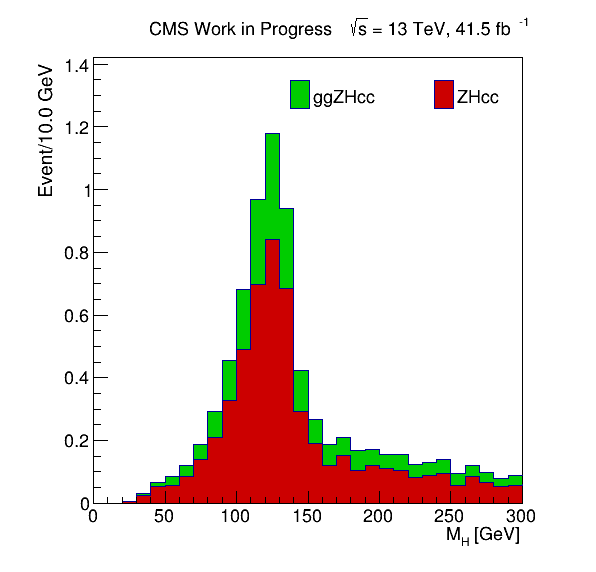 CMS Work in Progress √s = 13 TeV, 41.5 fb⁻¹
Event/10.0 GeV
ggZHcc ZHcc
1.4
1.2
1
0.8
0.6
0.4
0.2
0
0 50 100 150 200 250 300
M_H [GeV]